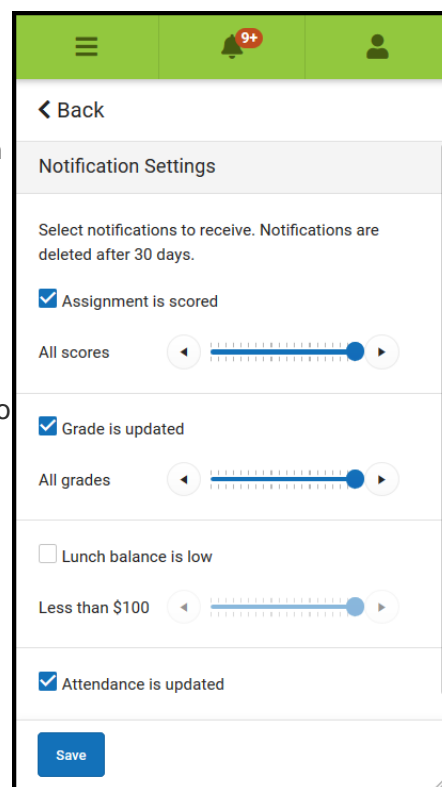 9+
Back
Notification Settings
Select notifications to receive. Notifications are
deleted after 30 days.
Assignment is scored
All scores
Grade is updated
All grades
Lunch balance is low
Less than $100
Attendance is updated
Save